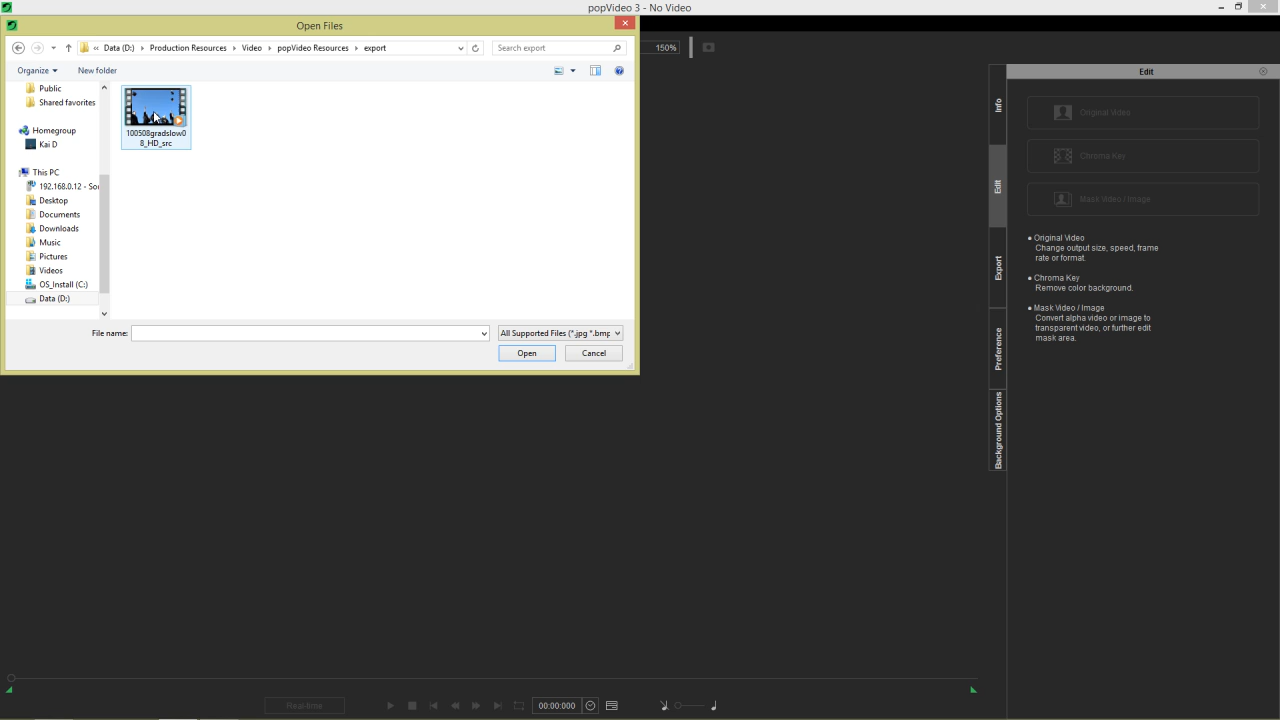 popVideo 3 - No Video
Open Files
« Data (D:) › Production Resources › Video › popVideo Resources › export
Search export
150%
Organize
New folder
Edit
Public
Shared favorites
Homegroup
Kai D
This PC
192.168.0.12 - Sor
Desktop
Documents
Downloads
Music
Pictures
Videos
OS_Install (C:)
Data (D:)
100508gradslow0
8_HD_src
File name:
All Supported Files (*.jpg *.bmp
Open
Cancel
Info
Edit
Export
Preference
Background Options
Original Video
Chroma Key
Mask Video / Image
Original Video
Change output size, speed, frame
rate or format.
Chroma Key
Remove color background.
Mask Video / Image
Convert alpha video or image to
transparent video, or further edit
mask area.
Real-time
00:00:000